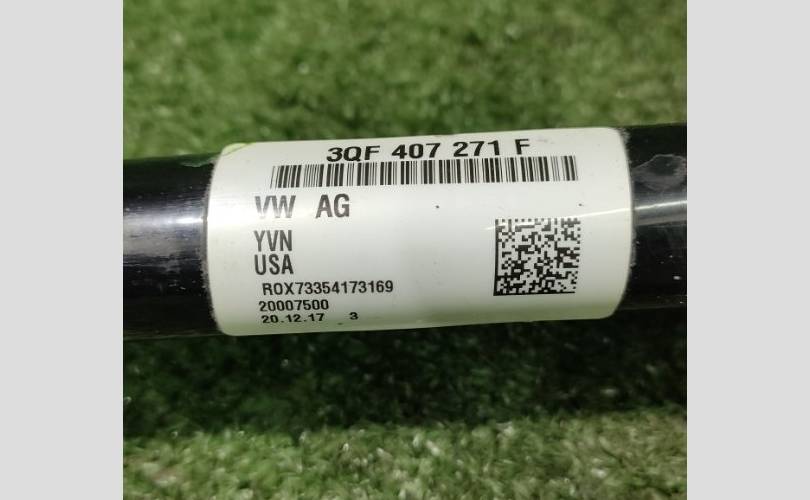 3QF 407 271 F
VW AG
YVN
USA
ROX73354173169
20007500
20.12.17 3